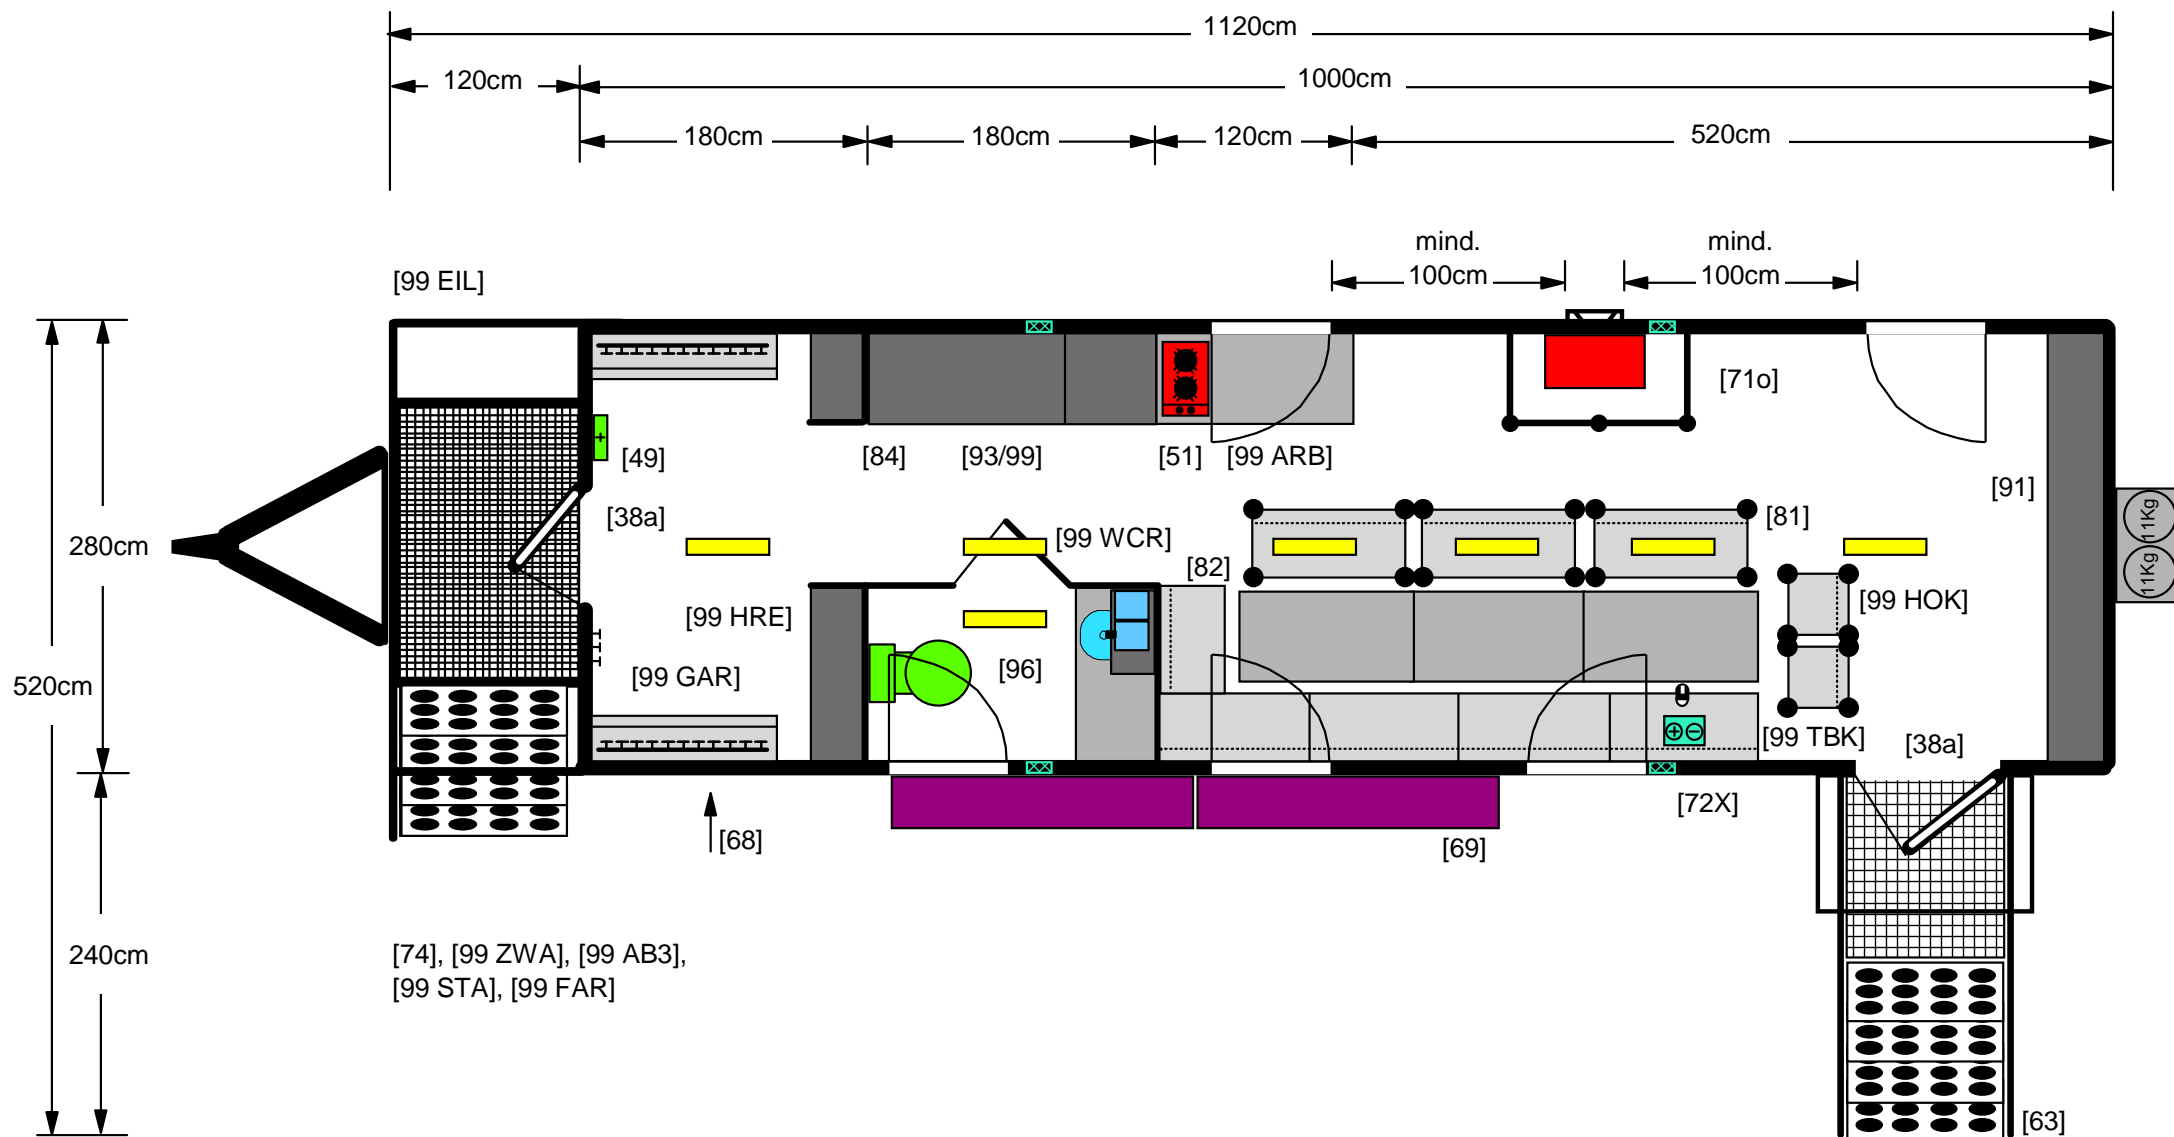 1120cm
120cm
1000cm
180cm
180cm
120cm
520cm
mind.
100cm
mind.
100cm
[99 EIL]
[71o]
[49]
[84]
[93/99]
[51]
[99 ARB]
[91]
[38a]
[81]
280cm
[99 WCR]
[82]
11Kg
11Kg
[99 HRE]
[99 HOK]
520cm
[99 GAR]
[96]
[99 TBK]
[38a]
[72X]
[68]
[69]
240cm
[74], [99 ZWA], [99 AB3],
[99 STA], [99 FAR]
[63]